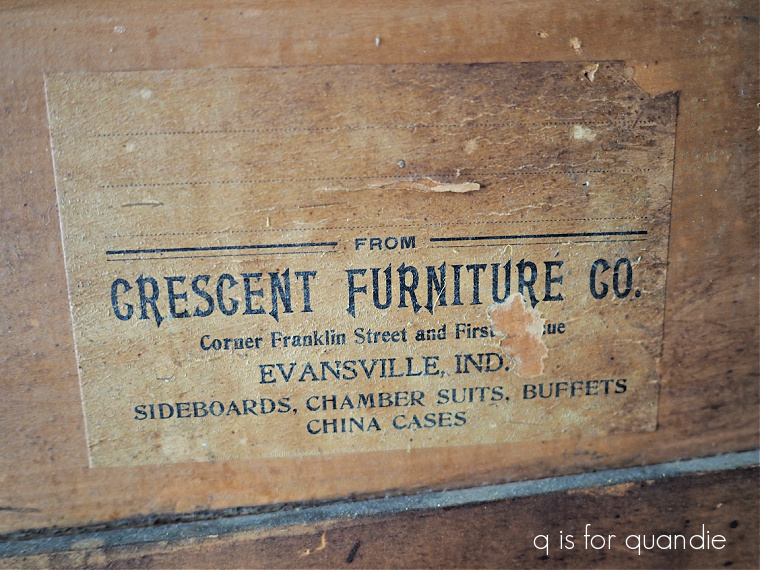 FROM
CRESCENT FURNITURE CO.
Corner Franklin Street and First
EVANSVILLE, IND.
SIDEBOARDS, CHAMBER SUITS, BUFFETS
CHINA CASES
q is for quandie